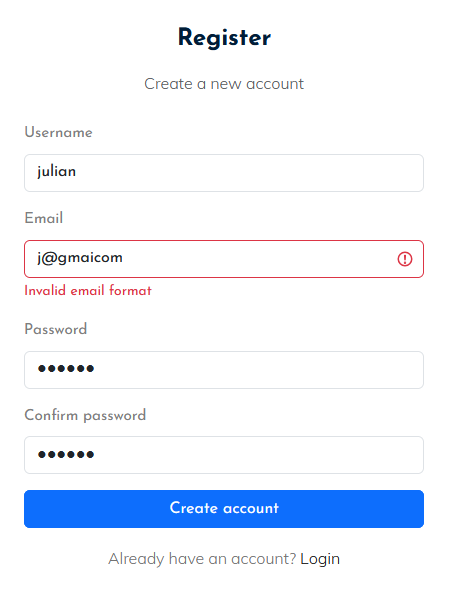 Register
Create a new account
Username
julian
Email
j@gmaicom
Invalid email format
Password
••••••
Confirm password
••••••
Create account
Already have an account? Login